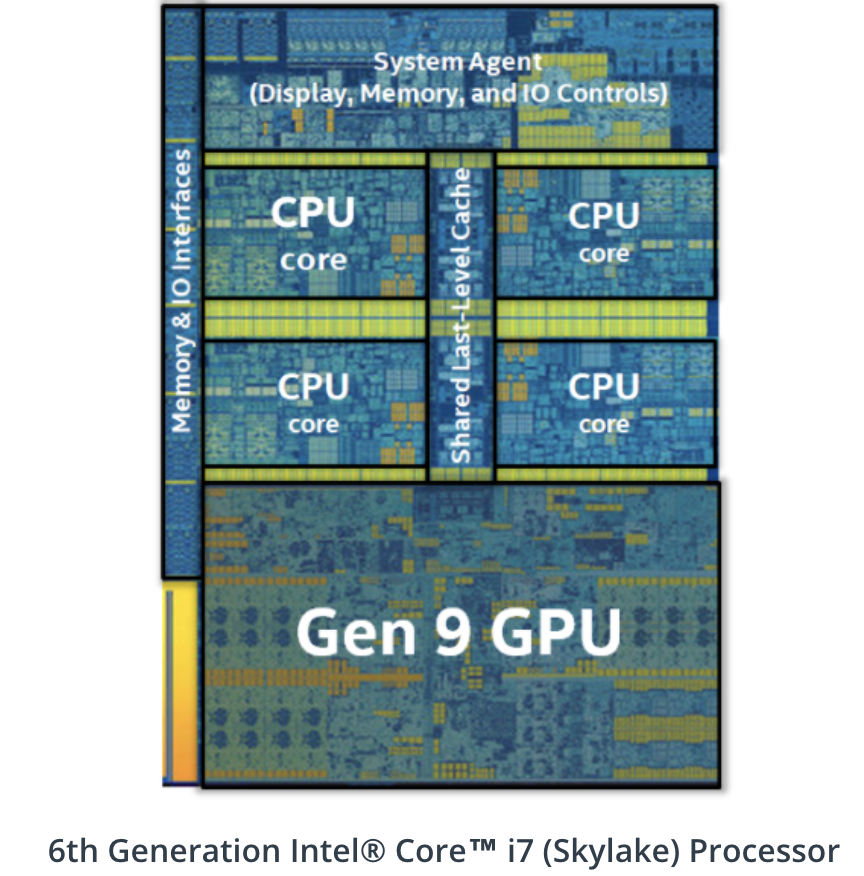 System Agent
(Display, Memory, and IO Controls)
Memory & IO Interfaces
CPU
core
Shared Last-Level Cache
CPU
core
CPU
core
CPU
core
Gen 9 GPU
6th Generation Intel® Core™ i7 (Skylake) Processor